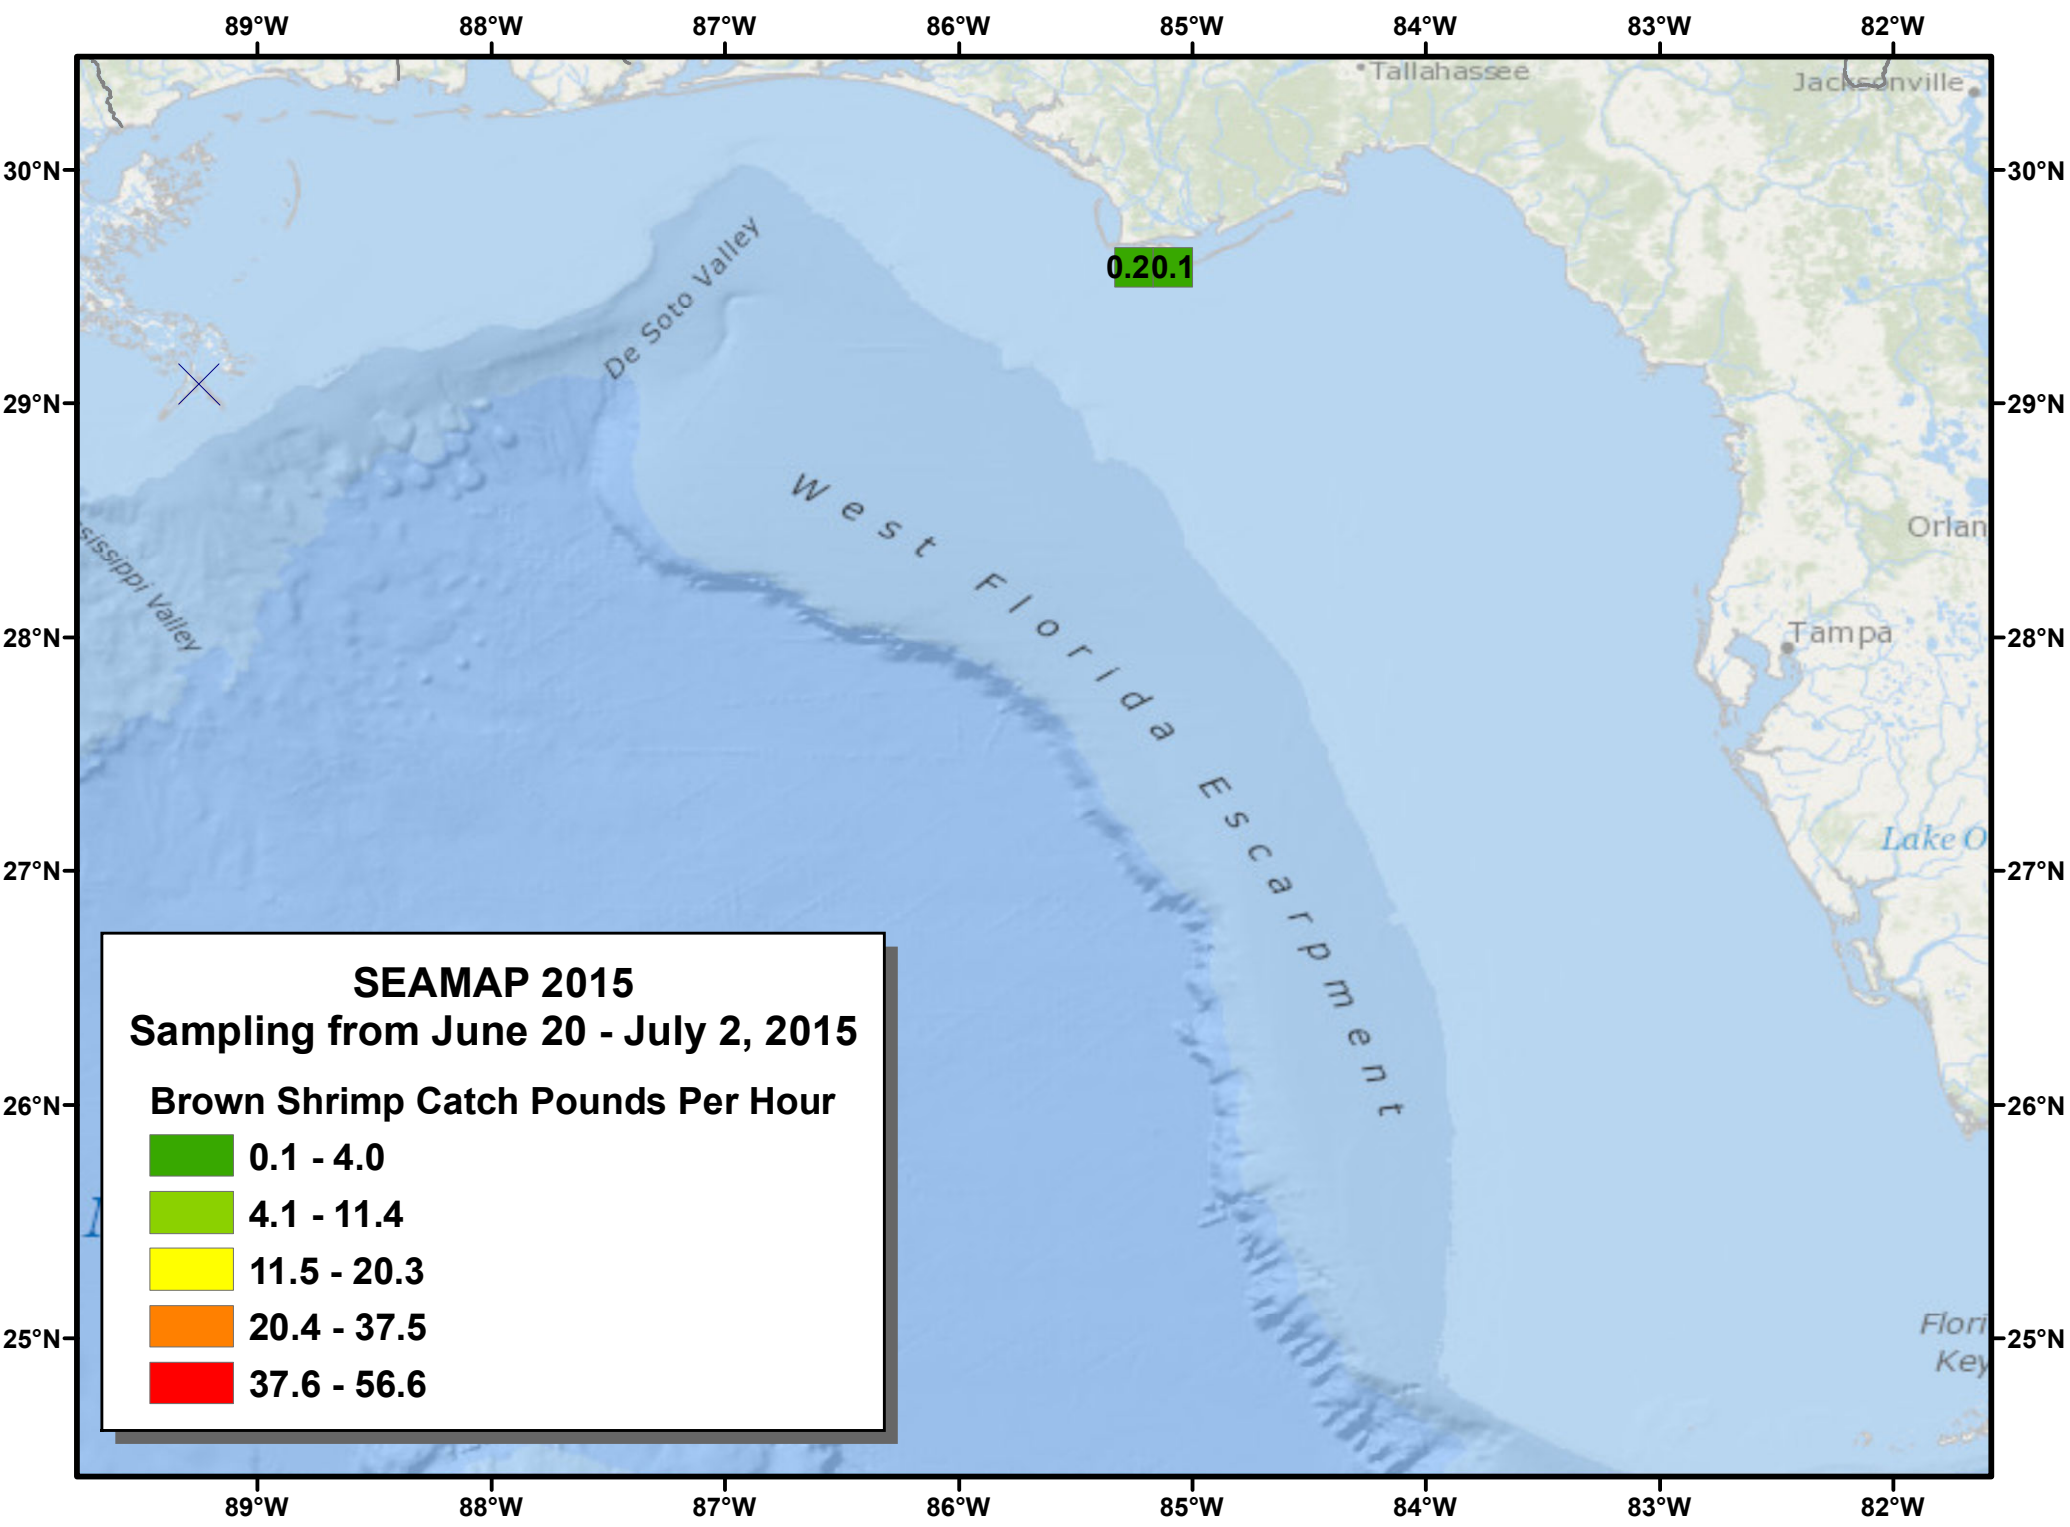 89°W 88°W 87°W 86°W 85°W 84°W 83°W 82°W
Tallahassee
Jacksonville
30°N 30°N
De Soto Valley
0.20.1
29°N 29°N
West Florida Escarpment
Orlan
sissippi Valley
28°N 28°N
Tampa
Lake O
27°N 27°N
SEAMAP 2015
Sampling from June 20 - July 2, 2015
26°N 26°N
Brown Shrimp Catch Pounds Per Hour
0.1 - 4.0
4.1 - 11.4
11.5 - 20.3
20.4 - 37.5
37.6 - 56.6
25°N 25°N
Flori
Key
89°W 88°W 87°W 86°W 85°W 84°W 83°W 82°W